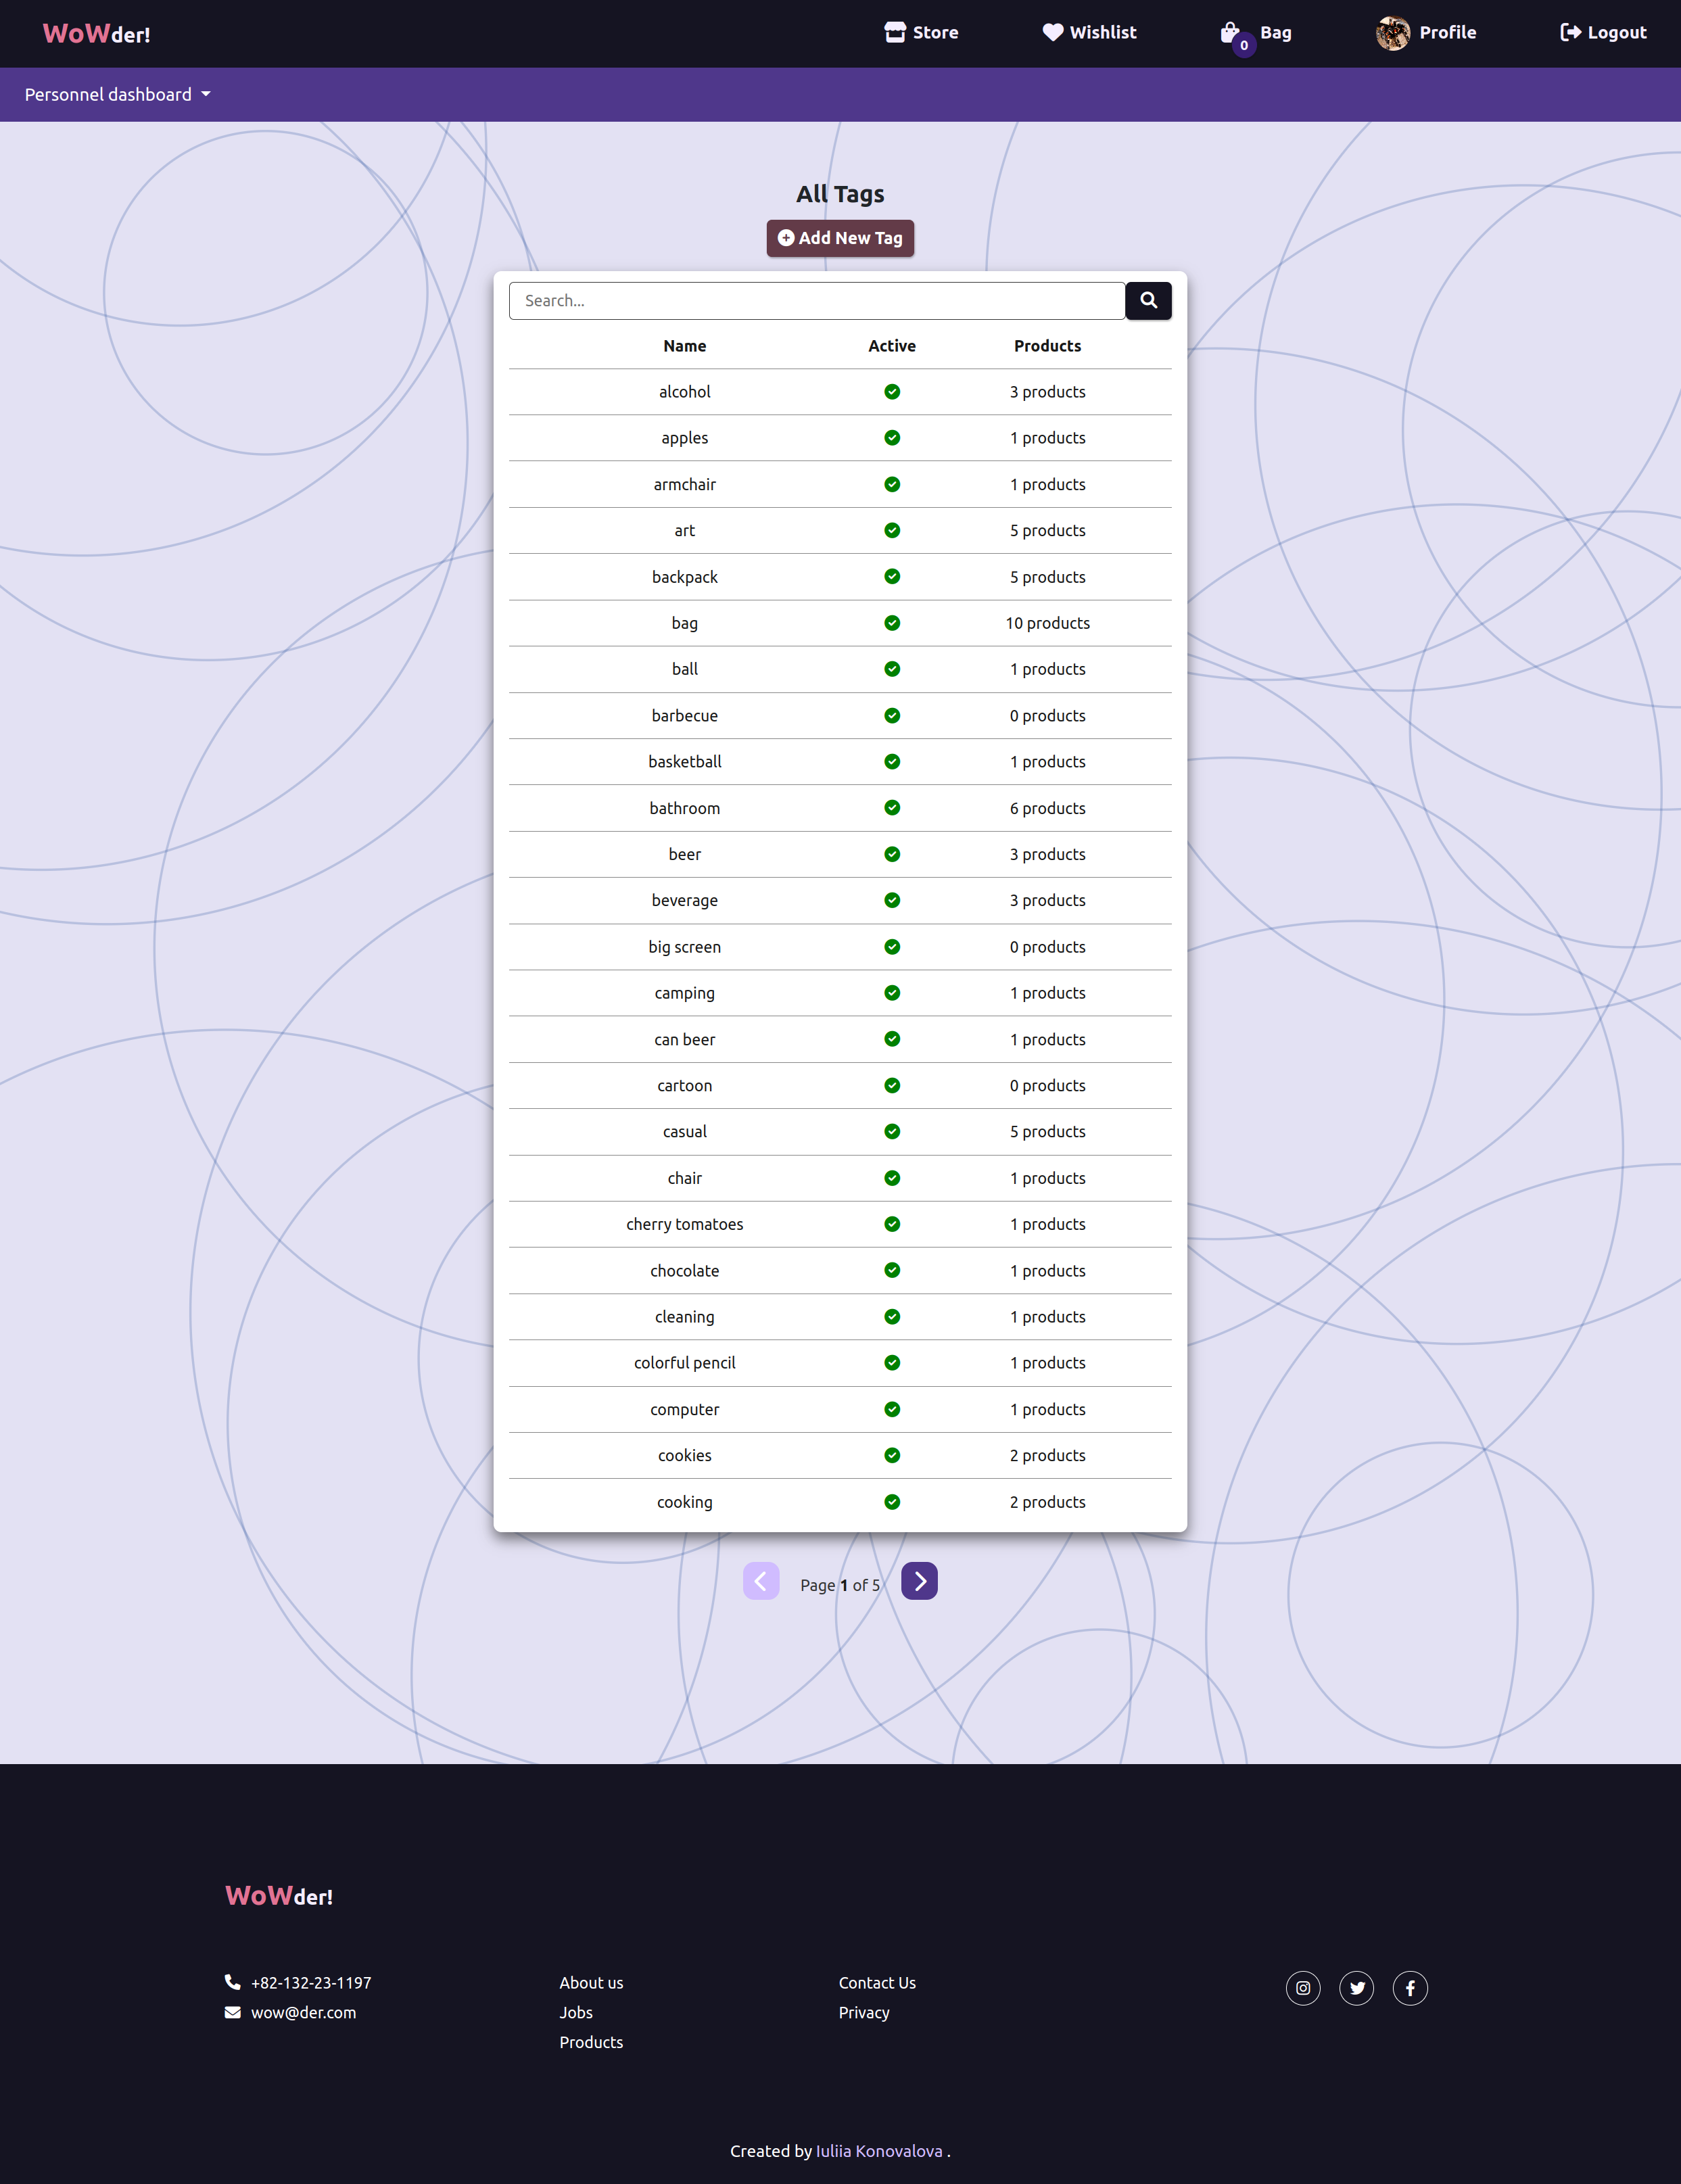 WoWder! Store Wishlist 0 Bag Profile Logout
Personnel dashboard
All Tags
Add New Tag
Search...
Name Active Products
alcohol 3 products
apples 1 products
armchair 1 products
art 5 products
backpack 5 products
bag 10 products
ball 1 products
barbecue 0 products
basketball 1 products
bathroom 6 products
beer 3 products
beverage 3 products
big screen 0 products
camping 1 products
can beer 1 products
cartoon 0 products
casual 5 products
chair 1 products
cherry tomatoes 1 products
chocolate 1 products
cleaning 1 products
colorful pencil 1 products
computer 1 products
cookies 2 products
cooking 2 products
Page 1 of 5
WoWder!
+82-132-23-1197 About us Contact Us
wow@der.com Jobs Privacy
Products
Created by Iuliia Konovalova .